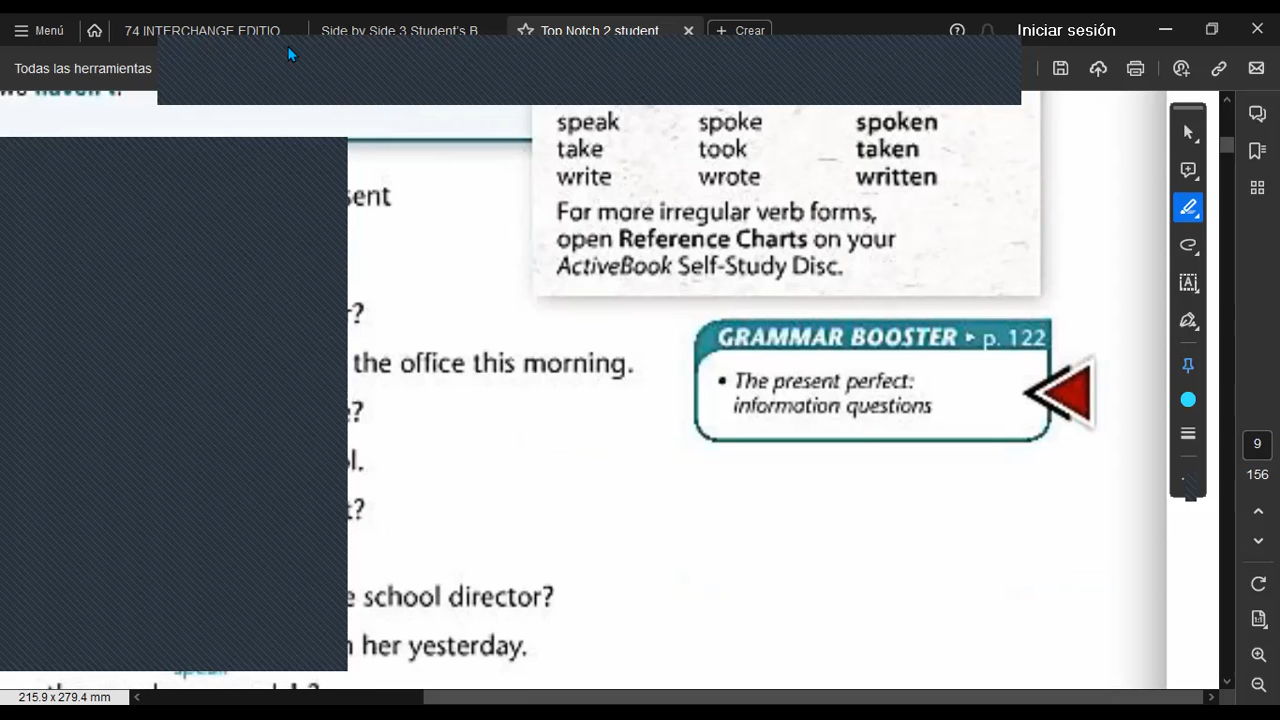 Menú
74 INTERCHANGE EDITIO
Side by Side 3 Student's B
Top Notch 2 student
Crear
Iniciar sesión
Todas las herramientas
speak spoke spoken
take took taken
write wrote written
For more irregular verb forms,
open Reference Charts on your
ActiveBook Self-Study Disc.
sent
GRAMMAR BOOSTER ▸ p. 122
• The present perfect:
information questions
r?
the office this morning.
e?
ol.
t?
e school director?
her yesterday.
speak
9
156
215.9 x 279.4 mm